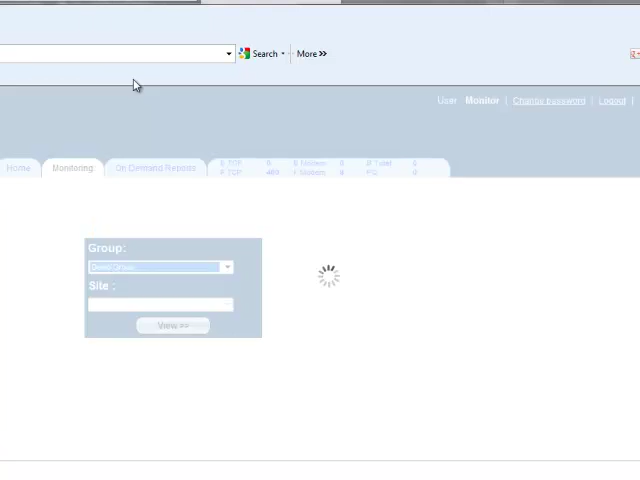 Search
More >>
User Monitor | Change password | Logout |
Home
Monitoring
On Demand Reports
Group:
Site :
View >>